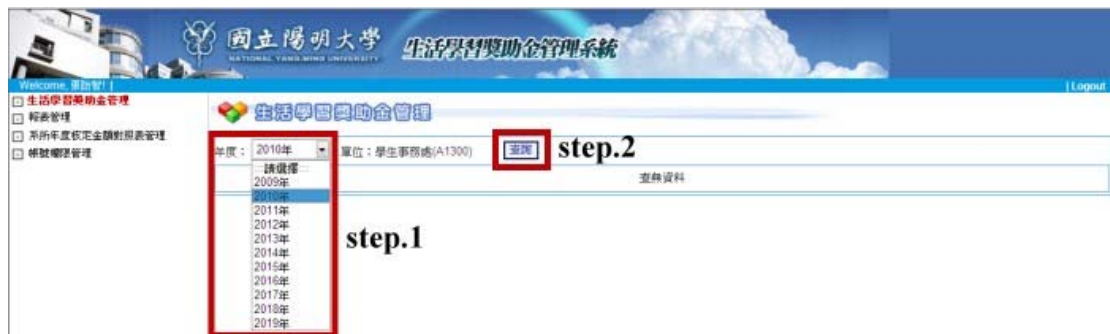 國立陽明大學 生活學習獎助金管理系統
NATIONAL YANG-MING UNIVERSITY
Welcome, ! | | Logout
生活學習獎助金管理
報表管理
系所年度核定金額對照表管理
帳號權限管理
生活學習獎助金管理
年度： 2010年 單位：學生事務處(A1300) 查詢 step.2
查無資料
請選擇
2009年
2010年
2011年
2012年
2013年
step.1
2014年
2015年
2016年
2017年
2018年
2019年